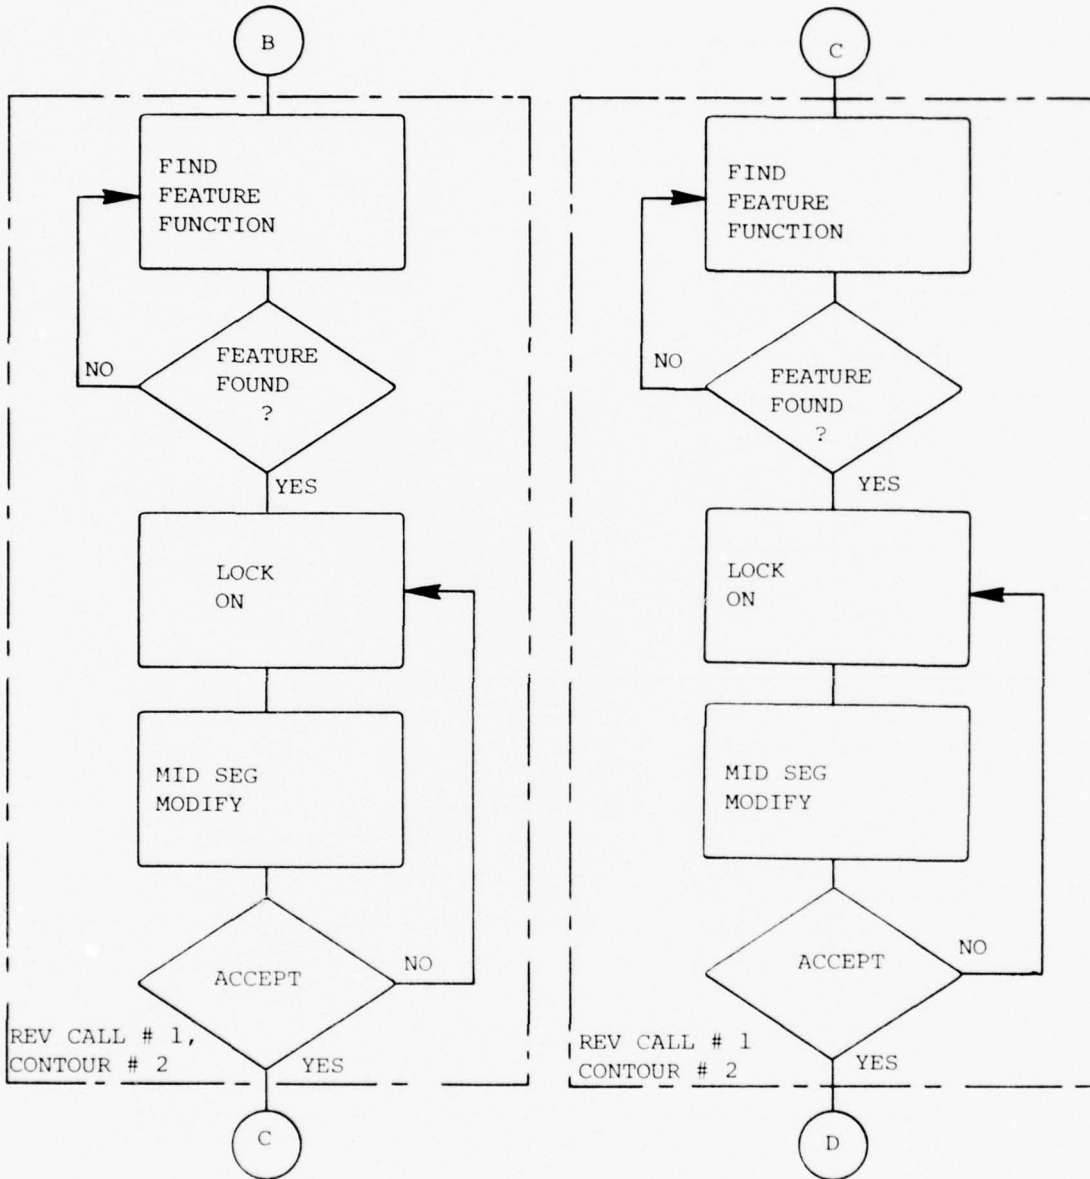 B
FIND
FEATURE
FUNCTION
NO
FEATURE
FOUND
?
YES
LOCK
ON
MID SEG
MODIFY
ACCEPT
NO
REV CALL # 1,
CONTOUR # 2
YES
C
C
FIND
FEATURE
FUNCTION
NO
FEATURE
FOUND
?
YES
LOCK
ON
MID SEG
MODIFY
ACCEPT
NO
REV CALL # 1
CONTOUR # 2
YES
D